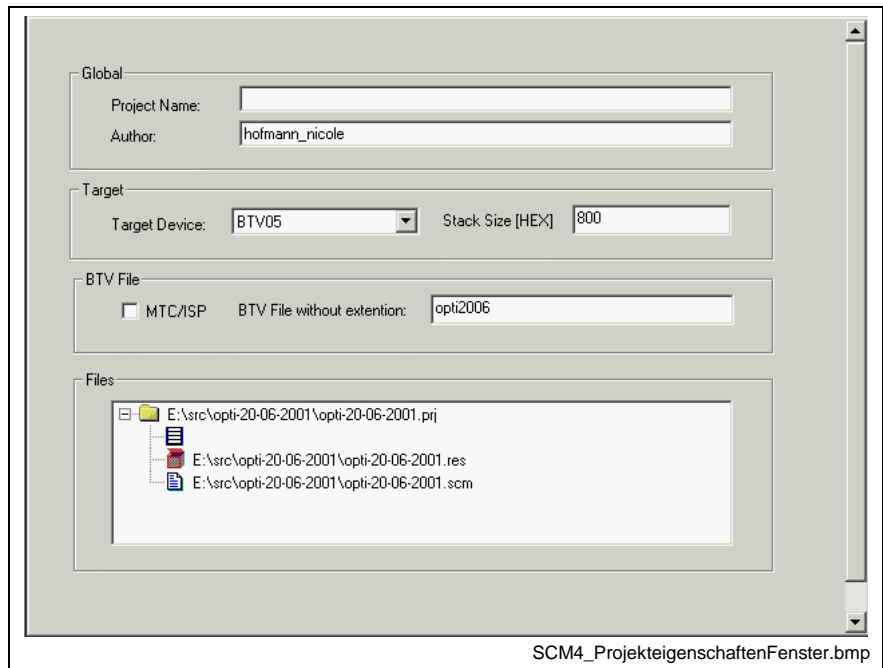 Global
Project Name:
Author: hofmann_nicole
Target
Target Device: BTV05 Stack Size [HEX] 800
BTV File
MTC/ISP BTV File without extention: opti2006
Files
E:\src\opti-20-06-2001\opti-20-06-2001.prj
E:\src\opti-20-06-2001\opti-20-06-2001.res
E:\src\opti-20-06-2001\opti-20-06-2001.scm
SCM4_ProjekteigenschaftenFenster.bmp